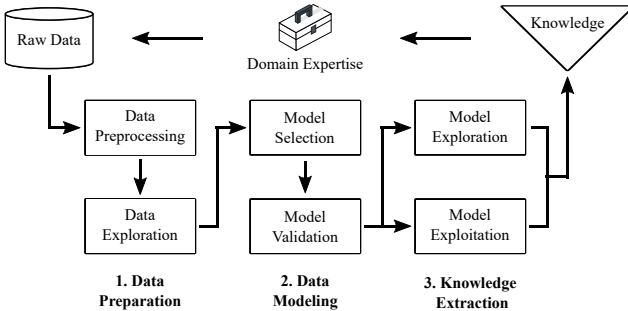 Raw Data
Domain Expertise
Knowledge
Data
Preprocessing
Model
Selection
Model
Exploration
Data
Exploration
Model
Validation
Model
Exploitation
1. Data
Preparation
2. Data
Modeling
3. Knowledge
Extraction